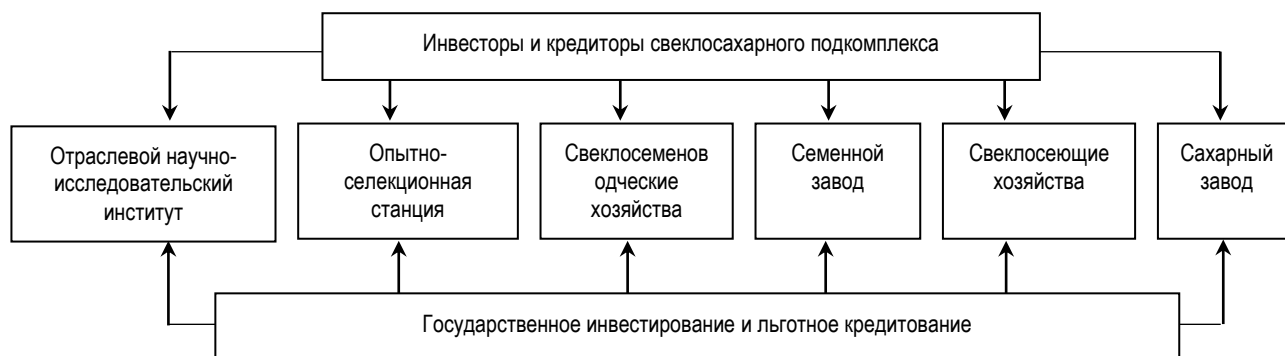 Инвесторы и кредиторы свеклосахарного подкомплекса
Отраслевой научно-
исследовательский
институт
Опытно-
селекционная
станция
Свеклосеменов
одческие
хозяйства
Семенной
завод
Свеклосеющие
хозяйства
Сахарный
завод
Государственное инвестирование и льготное кредитование